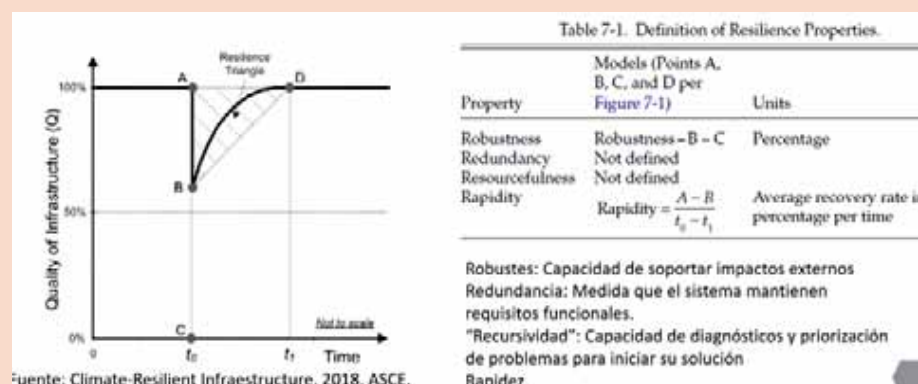 Resilience
Triangle
A
D
100%
B
50%
C
0%
0
t₀
t₁
Time
Not to scale
Quality of Infrastructure (Q)
Fuente: Climate-Resilient Infraestructure, 2018, ASCE.
Table 7-1. Definition of Resilience Properties.
Property
Models (Points A,
B, C, and D per
Figure 7-1)
Units
Robustness Robustness = B – C Percentage
Redundancy Not defined
Resourcefulness Not defined
Rapidity Rapidity = (A – B)/(t₀ – t₁) Average recovery rate
percentage per time
Robustes: Capacidad de soportar impactos externos
Redundancia: Medida que el sistema mantienen
requisitos funcionales.
"Recursividad": Capacidad de diagnósticos y priorización
de problemas para iniciar su solución
Rapidez